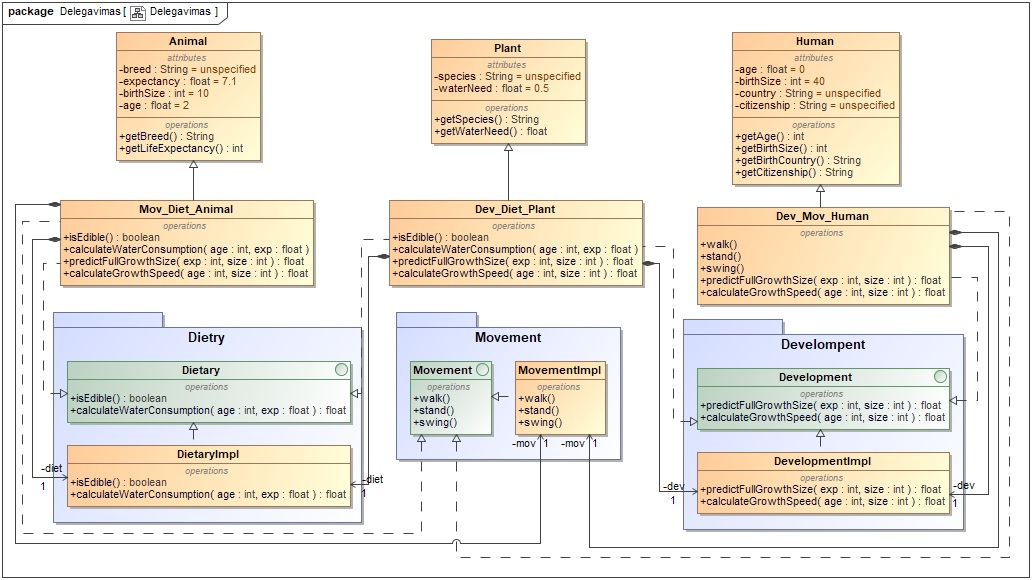 package Delegavimas [ Delegavimas ]
Animal
attributes
-breed : String = unspecified
-expectancy : float = 7.1
-birthSize : int = 10
-age : float = 2
operations
+getBreed() : String
+getLifeExpectancy() : int
Plant
attributes
-species : String = unspecified
-waterNeed : float = 0.5
operations
+getSpecies() : String
+getWaterNeed() : float
Human
attributes
-age : float = 0
-birthSize : int = 40
-country : String = unspecified
-citizenship : String = unspecified
operations
+getAge() : int
+getBirthSize() : int
+getBirthCountry() : String
+getCitizenship() : String
Mov_Diet_Animal
operations
+isEdible() : boolean
+calculateWaterConsumption( age : int, exp : float )
+predictFullGrowthSize( exp : int, size : int ) : float
+calculateGrowthSpeed( age : int, size : int ) : float
Dev_Diet_Plant
operations
+isEdible() : boolean
+calculateWaterConsumption( age : int, exp : float )
+predictFullGrowthSize( exp : int, size : int ) : float
+calculateGrowthSpeed( age : int, size : int ) : float
Dev_Mov_Human
operations
+walk()
+stand()
+swing()
+predictFullGrowthSize( exp : int, size : int ) : float
+calculateGrowthSpeed( age : int, size : int ) : float
Dietry
Dietary
operations
+isEdible() : boolean
+calculateWaterConsumption( age : int, exp : float ) : float
DietaryImpl
operations
+isEdible() : boolean
+calculateWaterConsumption( age : int, exp : float ) : float
-diet
1
-diet
1
Movement
Movement
operations
+walk()
+stand()
+swing()
MovementImpl
operations
+walk()
+stand()
+swing()
-mov 1
-mov 1
Develompent
Development
operations
+predictFullGrowthSize( exp : int, size : int ) : float
+calculateGrowthSpeed( age : int, size : int ) : float
DevelopmentImpl
operations
+predictFullGrowthSize( exp : int, size : int ) : float
+calculateGrowthSpeed( age : int, size : int ) : float
-dev
1
-dev
1